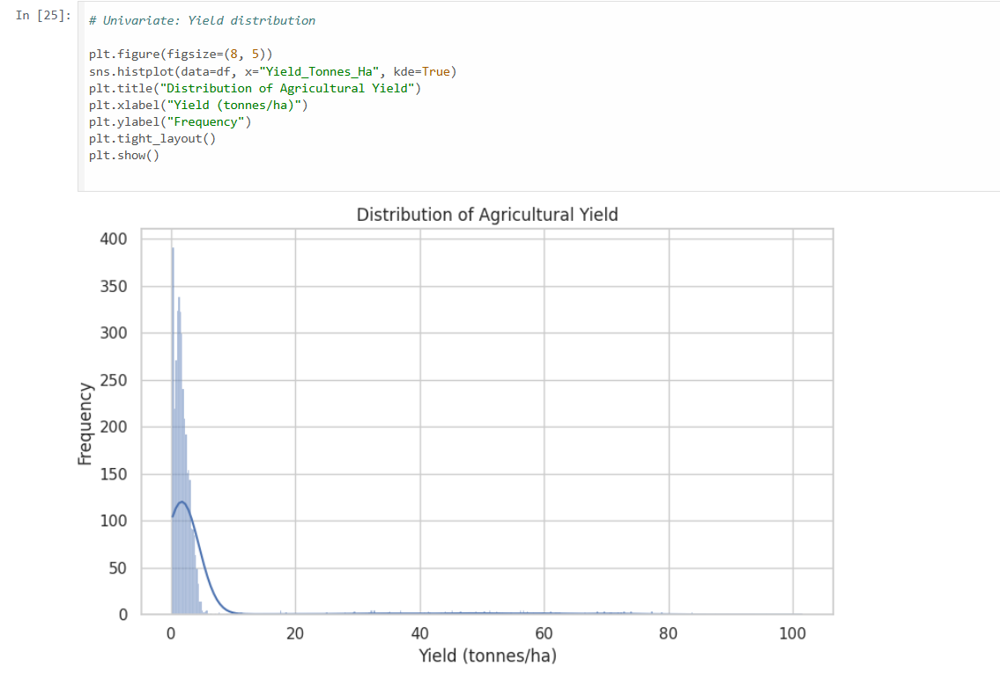 In [25]:
# Univariate: Yield distribution
plt.figure(figsize=(8, 5))
sns.histplot(data=df, x="Yield_Tonnes_Ha", kde=True)
plt.title("Distribution of Agricultural Yield")
plt.xlabel("Yield (tonnes/ha)")
plt.ylabel("Frequency")
plt.tight_layout()
plt.show()
Distribution of Agricultural Yield
400
350
300
250
200
150
100
50
0
Frequency
0 20 40 60 80 100
Yield (tonnes/ha)